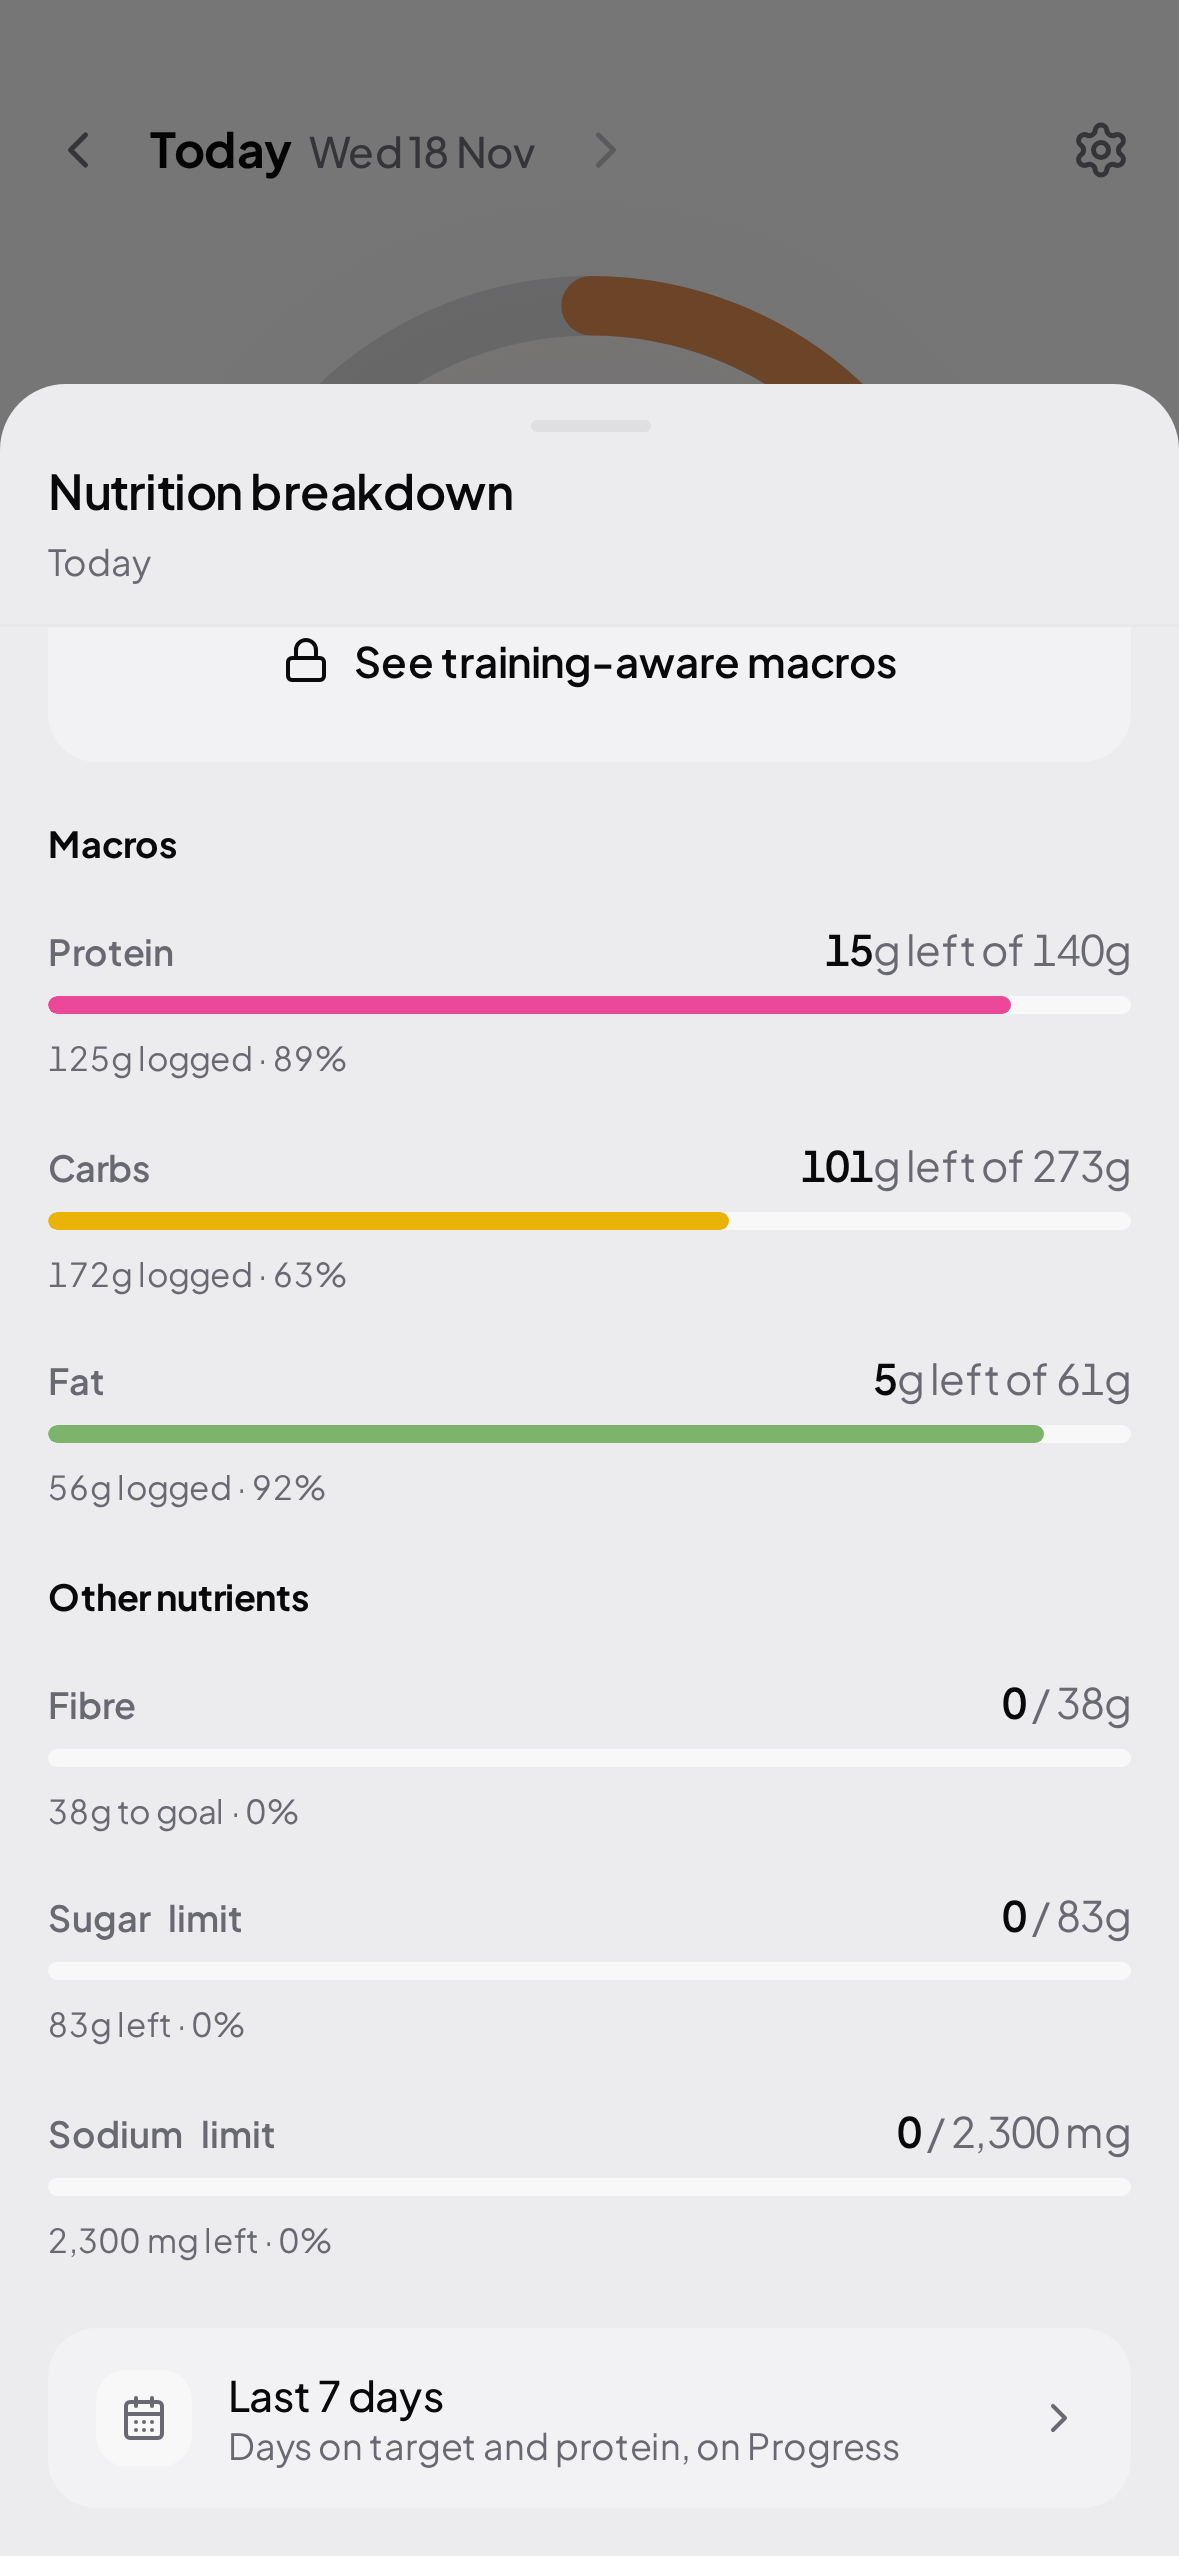 Today Wed 18 Nov
Nutrition breakdown
Today
See training-aware macros
Macros
Protein 15g left of 140g
125g logged · 89%
Carbs 101g left of 273g
172g logged · 63%
Fat 5g left of 61g
56g logged · 92%
Other nutrients
Fibre 0 / 38g
38g to goal · 0%
Sugar limit 0 / 83g
83g left · 0%
Sodium limit 0 / 2,300 mg
2,300 mg left · 0%
Last 7 days
Days on target and protein, on Progress